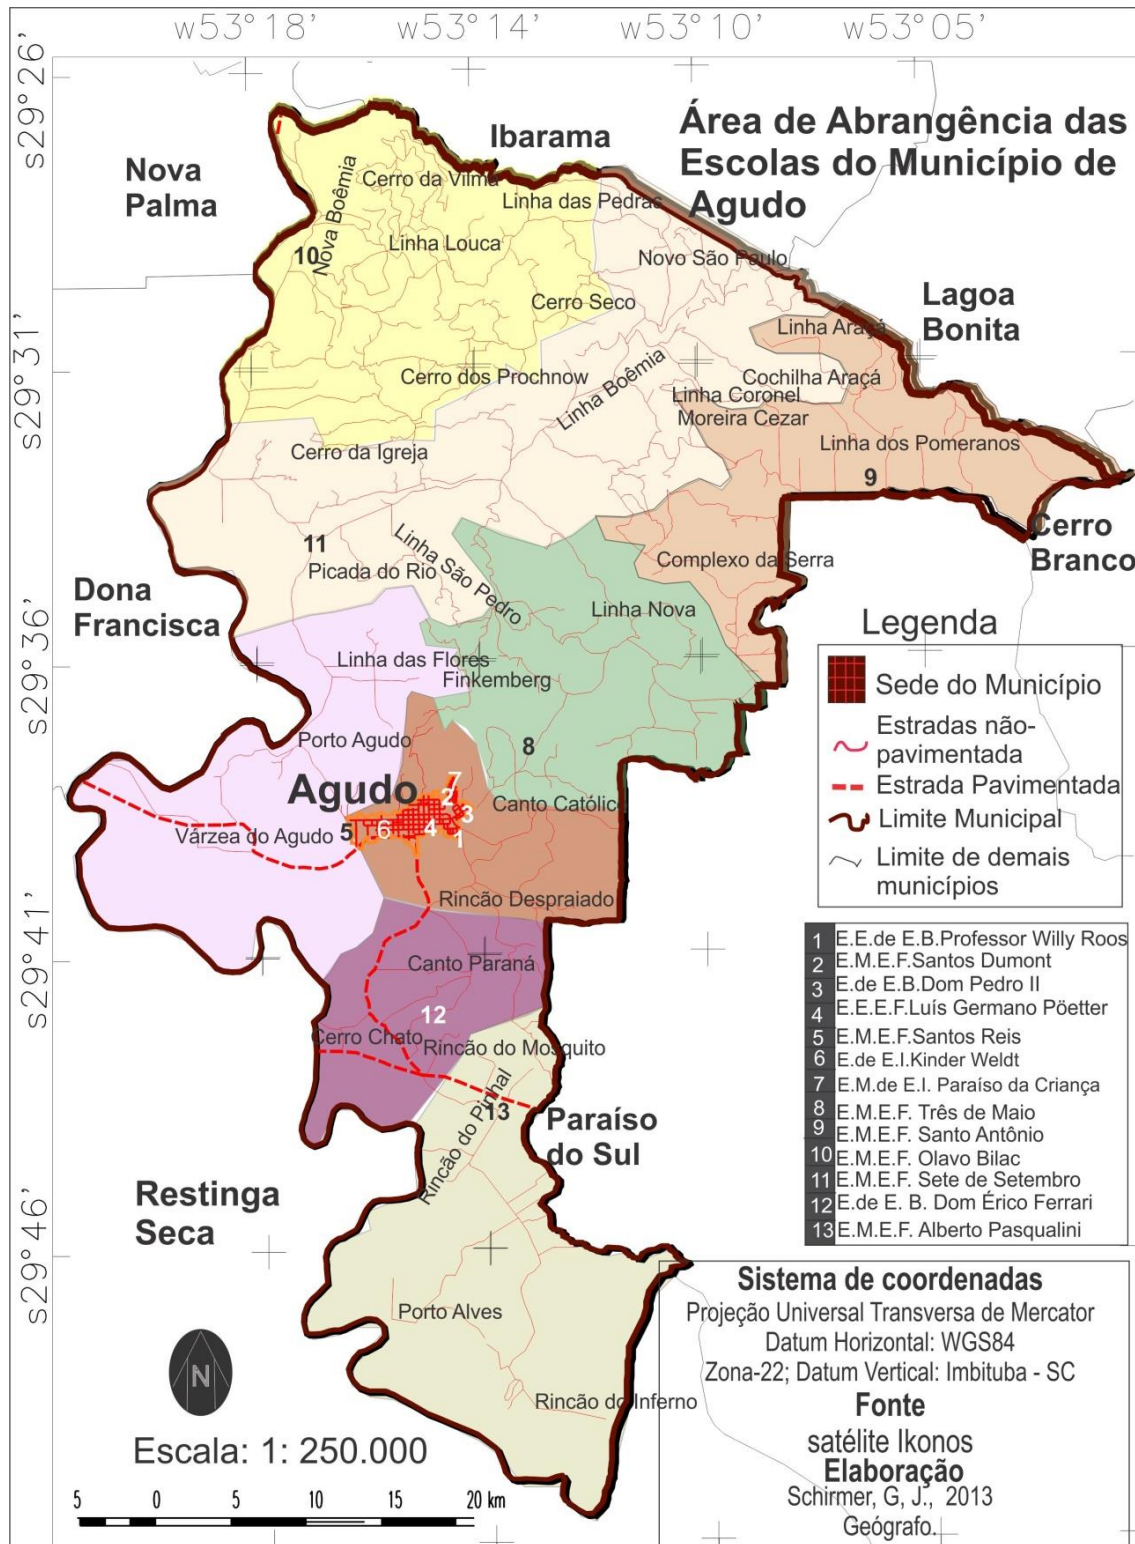 w53°18' w53°14' w53°10' w53°05'
s29°26'
s29°31'
s29°36'
s29°41'
s29°46'
Área de Abrangência das
Escolas do Município de
Agudo
Ibarama
Nova
Palma
Lagoa
Bonita
Cerro
Branco
Dona
Francisca
Paraíso
do Sul
Restinga
Seca
Nova Boêmia
Cerro da Vilma
Linha das Pedras
10
Linha Louca
Novo São Paulo
Cerro Seco
Linha Araçá
Cerro dos Prochnow
Linha Boêmia
Cochilha Araçá
Linha Coronel
Moreira Cezar
Linha dos Pomeranos
9
Cerro da Igreja
11
Picada do Rio
Linha São Pedro
Complexo da Serra
Linha Nova
Linha das Flores
Finkemberg
Porto Agudo
8
Agudo
7
2
3
Canto Católico
Várzea do Agudo
5
6
4
1
Rincão Despraiado
Canto Paraná
12
Cerro Chato
Rincão do Mosquito
Rincão do Pinhal
13
Porto Alves
Rincão do Inferno
Legenda
Sede do Município
Estradas não-
pavimentada
Estrada Pavimentada
Limite Municipal
Limite de demais
municípios
1 E.E.de E.B.Professor Willy Roos
2 E.M.E.F.Santos Dumont
3 E.de E.B.Dom Pedro II
4 E.E.E.F.Luís Germano Pöetter
5 E.M.E.F.Santos Reis
6 E.de E.I.Kinder Weldt
7 E.M.de E.I. Paraíso da Criança
8 E.M.E.F. Três de Maio
9 E.M.E.F. Santo Antônio
10 E.M.E.F. Olavo Bilac
11 E.M.E.F. Sete de Setembro
12 E.de E. B. Dom Érico Ferrari
13 E.M.E.F. Alberto Pasqualini
Sistema de coordenadas
Projeção Universal Transversa de Mercator
Datum Horizontal: WGS84
Zona-22; Datum Vertical: Imbituba - SC
Fonte
satélite Ikonos
Elaboração
Schirmer, G, J., 2013
Geógrafo.
N
Escala: 1: 250.000
5 0 5 10 15 20 km